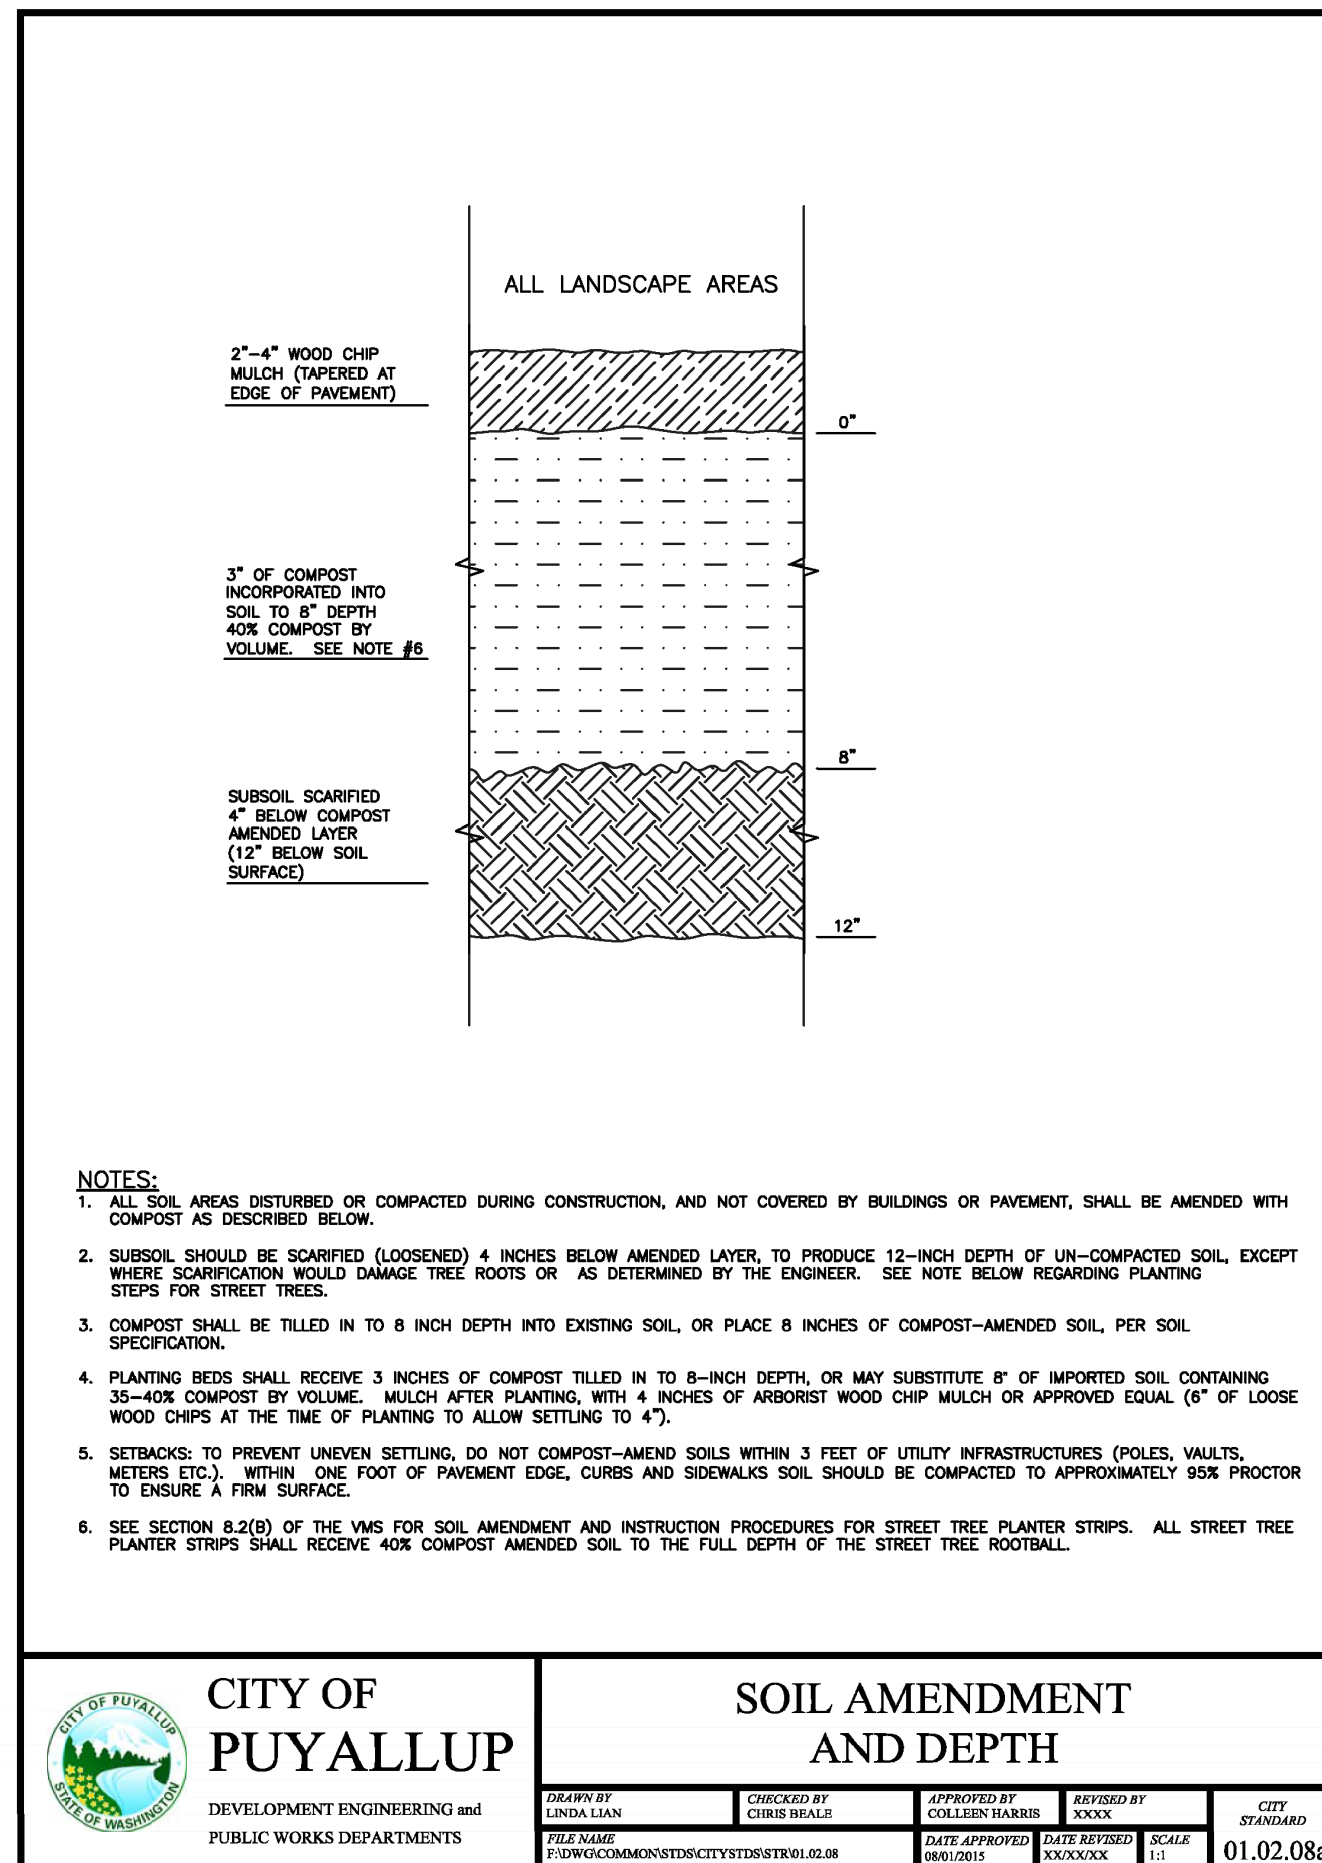 ALL LANDSCAPE AREAS
2"–4" WOOD CHIP
MULCH (TAPERED AT
EDGE OF PAVEMENT)
0"
3" OF COMPOST
INCORPORATED INTO
SOIL TO 8" DEPTH
40% COMPOST BY
VOLUME. SEE NOTE #6
8"
SUBSOIL SCARIFIED
4" BELOW COMPOST
AMENDED LAYER
(12" BELOW SOIL
SURFACE)
12"
NOTES:
1. ALL SOIL AREAS DISTURBED OR COMPACTED DURING CONSTRUCTION, AND NOT COVERED BY BUILDINGS OR PAVEMENT, SHALL BE AMENDED WITH
COMPOST AS DESCRIBED BELOW.
2. SUBSOIL SHOULD BE SCARIFIED (LOOSENED) 4 INCHES BELOW AMENDED LAYER, TO PRODUCE 12–INCH DEPTH OF UN–COMPACTED SOIL, EXCEPT
WHERE SCARIFICATION WOULD DAMAGE TREE ROOTS OR AS DETERMINED BY THE ENGINEER. SEE NOTE BELOW REGARDING PLANTING
STEPS FOR STREET TREES.
3. COMPOST SHALL BE TILLED IN TO 8 INCH DEPTH INTO EXISTING SOIL, OR PLACE 8 INCHES OF COMPOST–AMENDED SOIL, PER SOIL
SPECIFICATION.
4. PLANTING BEDS SHALL RECEIVE 3 INCHES OF COMPOST TILLED IN TO 8–INCH DEPTH, OR MAY SUBSTITUTE 8" OF IMPORTED SOIL CONTAINING
35–40% COMPOST BY VOLUME. MULCH AFTER PLANTING, WITH 4 INCHES OF ARBORIST WOOD CHIP MULCH OR APPROVED EQUAL (6" OF LOOSE
WOOD CHIPS AT THE TIME OF PLANTING TO ALLOW SETTLING TO 4").
5. SETBACKS: TO PREVENT UNEVEN SETTLING, DO NOT COMPOST–AMEND SOILS WITHIN 3 FEET OF UTILITY INFRASTRUCTURES (POLES, VAULTS,
METERS ETC.). WITHIN ONE FOOT OF PAVEMENT EDGE, CURBS AND SIDEWALKS SOIL SHOULD BE COMPACTED TO APPROXIMATELY 95% PROCTOR
TO ENSURE A FIRM SURFACE.
6. SEE SECTION 8.2(B) OF THE VMS FOR SOIL AMENDMENT AND INSTRUCTION PROCEDURES FOR STREET TREE PLANTER STRIPS. ALL STREET TREE
PLANTER STRIPS SHALL RECEIVE 40% COMPOST AMENDED SOIL TO THE FULL DEPTH OF THE STREET TREE ROOTBALL.
CITY OF PUYALLUP
STATE OF WASHINGTON
CITY OF
PUYALLUP
DEVELOPMENT ENGINEERING and
PUBLIC WORKS DEPARTMENTS
SOIL AMENDMENT
AND DEPTH
DRAWN BY
LINDA LIAN
CHECKED BY
CHRIS BEALE
APPROVED BY
COLLEEN HARRIS
REVISED BY
XXXX
CITY
STANDARD
FILE NAME
F:\DWG\COMMON\STDS\CITYSTDS\STR\01.02.08
DATE APPROVED
08/01/2015
DATE REVISED
XX/XX/XX
SCALE
1:1
01.02.08a